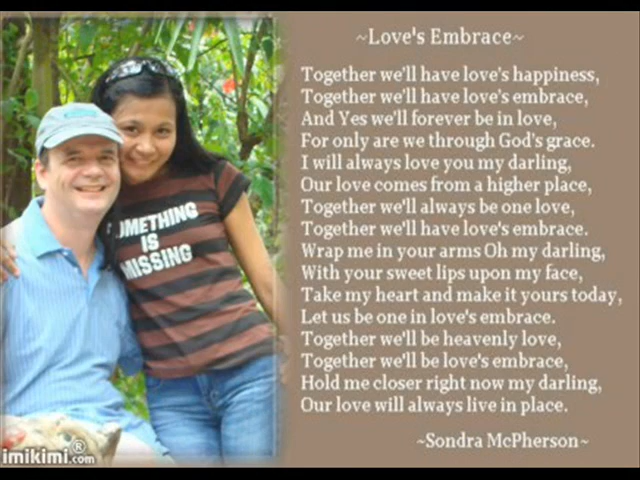 ~Love's Embrace~
Together we'll have love's happiness,
Together we'll have love's embrace,
And Yes we'll forever be in love,
For only are we through God's grace.
I will always love you my darling,
Our love comes from a higher place,
Together we'll always be one love,
Together we'll have love's embrace.
Wrap me in your arms Oh my darling,
With your sweet lips upon my face,
Take my heart and make it yours today,
Let us be one in love's embrace.
Together we'll be heavenly love,
Together we'll be love's embrace,
Hold me closer right now my darling,
Our love will always live in place.
~Sondra McPherson~
SOMETHING
IS
MISSING
imikimi®.com